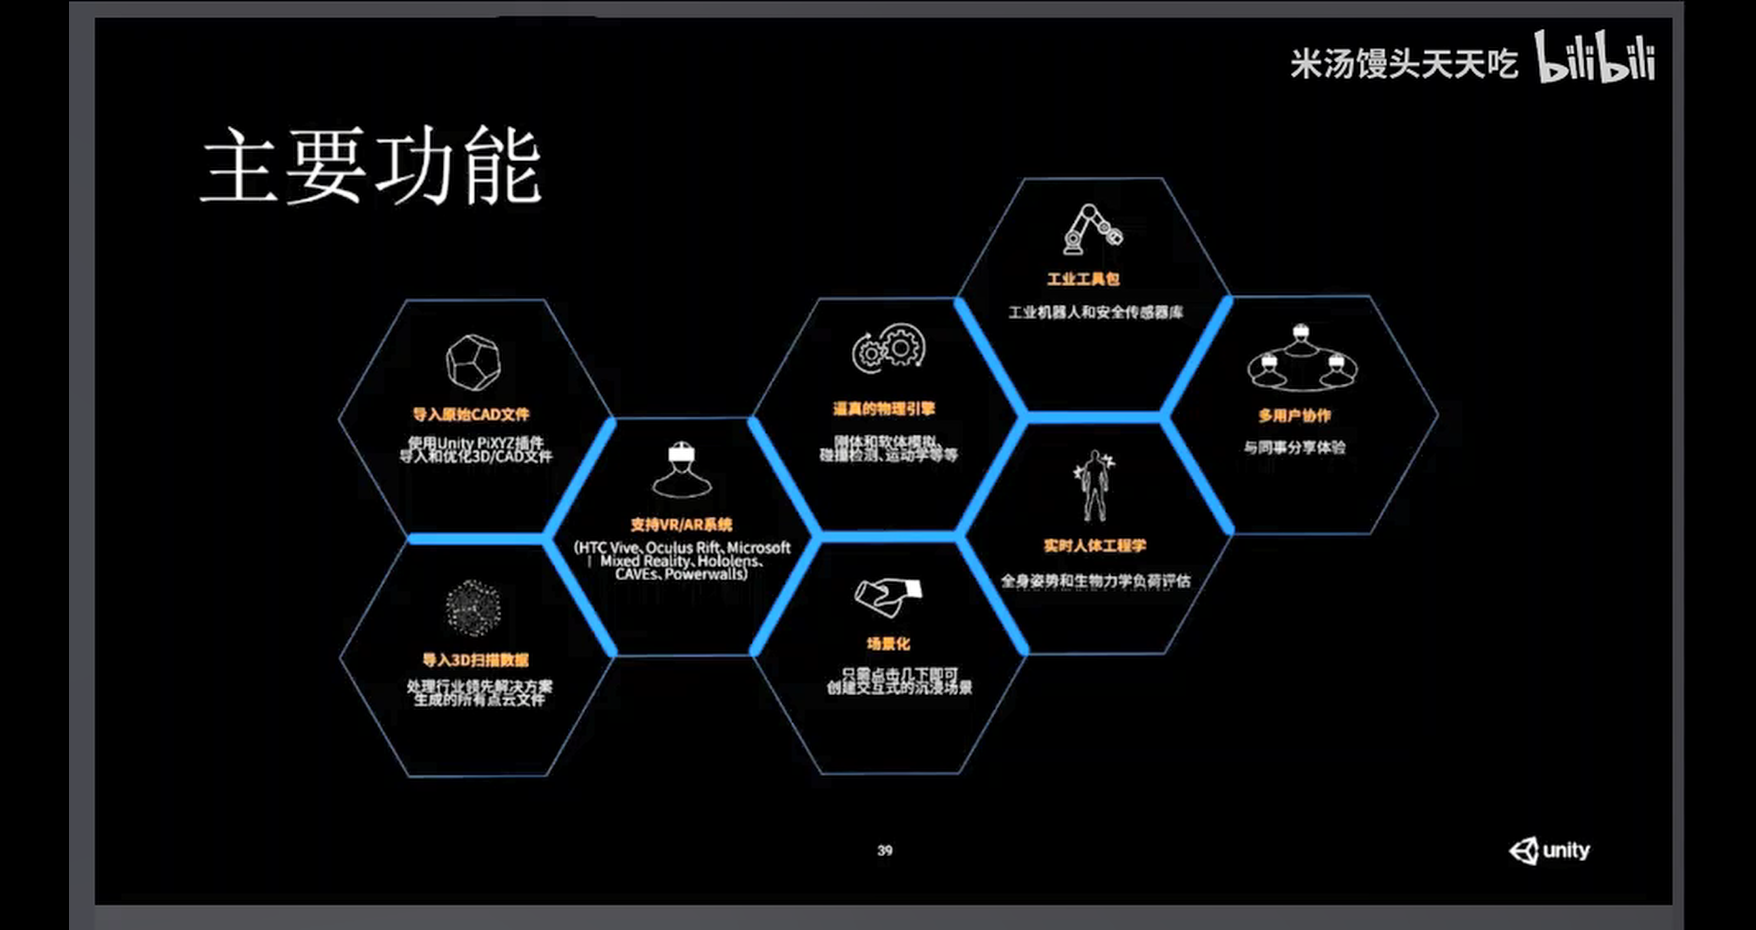 米汤馒头天天吃 bilibili
主要功能
工业工具包
工业机器人和安全传感器库
导入原始CAD文件
使用Unity PiXYZ插件
导入和优化3D/CAD文件
逼真的物理引擎
刚体和软体模拟、
碰撞检测、运动学等等
多用户协作
与同事分享体验
支持VR/AR系统
(HTC Vive、Oculus Rift、Microsoft
Mixed Reality、Hololens、
CAVEs、Powerwalls)
实时人体工程学
全身姿势和生物力学负荷评估
导入3D扫描数据
处理行业领先解决方案
生成的所有点云文件
场景化
只需点击几下即可
创建交互式的沉浸场景
39
unity